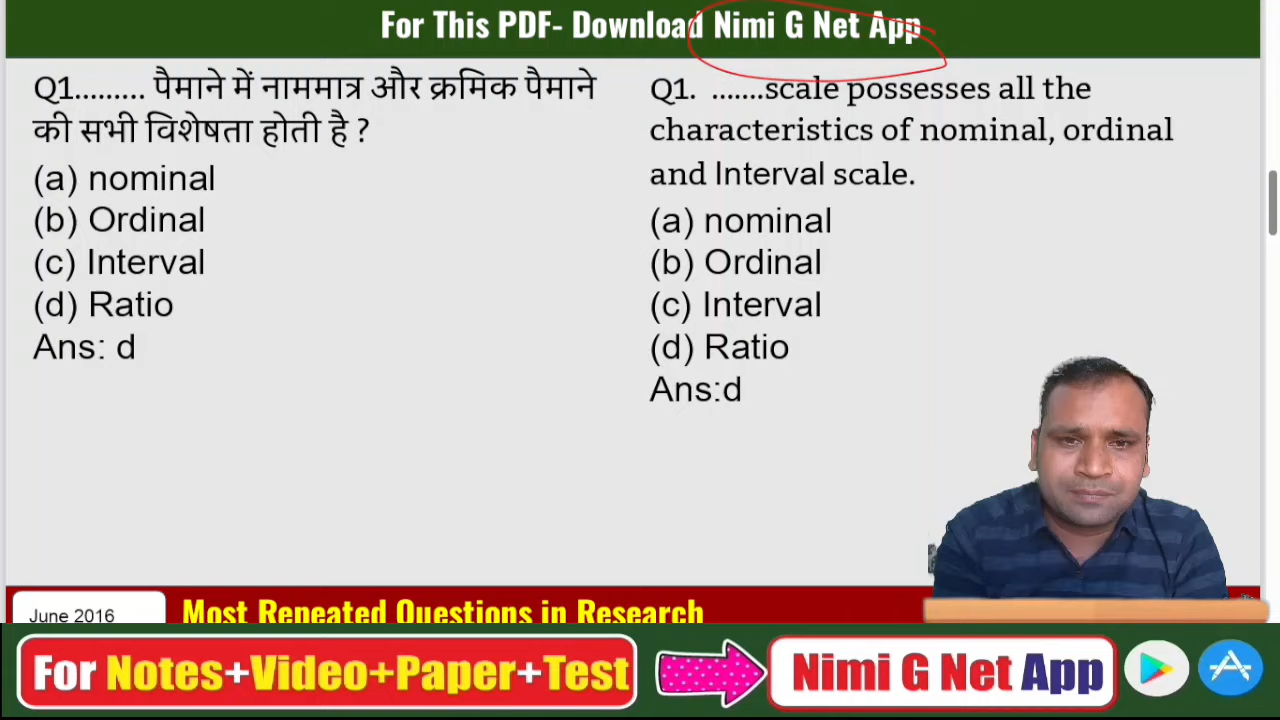 For This PDF- Download Nimi G Net App
Q1......... पैमाने में नाममात्र और क्रमिक पैमाने
की सभी विशेषता होती है ?
(a) nominal
(b) Ordinal
(c) Interval
(d) Ratio
Ans: d
Q1. .......scale possesses all the
characteristics of nominal, ordinal
and Interval scale.
(a) nominal
(b) Ordinal
(c) Interval
(d) Ratio
Ans:d
June 2016
Most Repeated Questions in Research
For Notes+Video+Paper+Test
Nimi G Net App